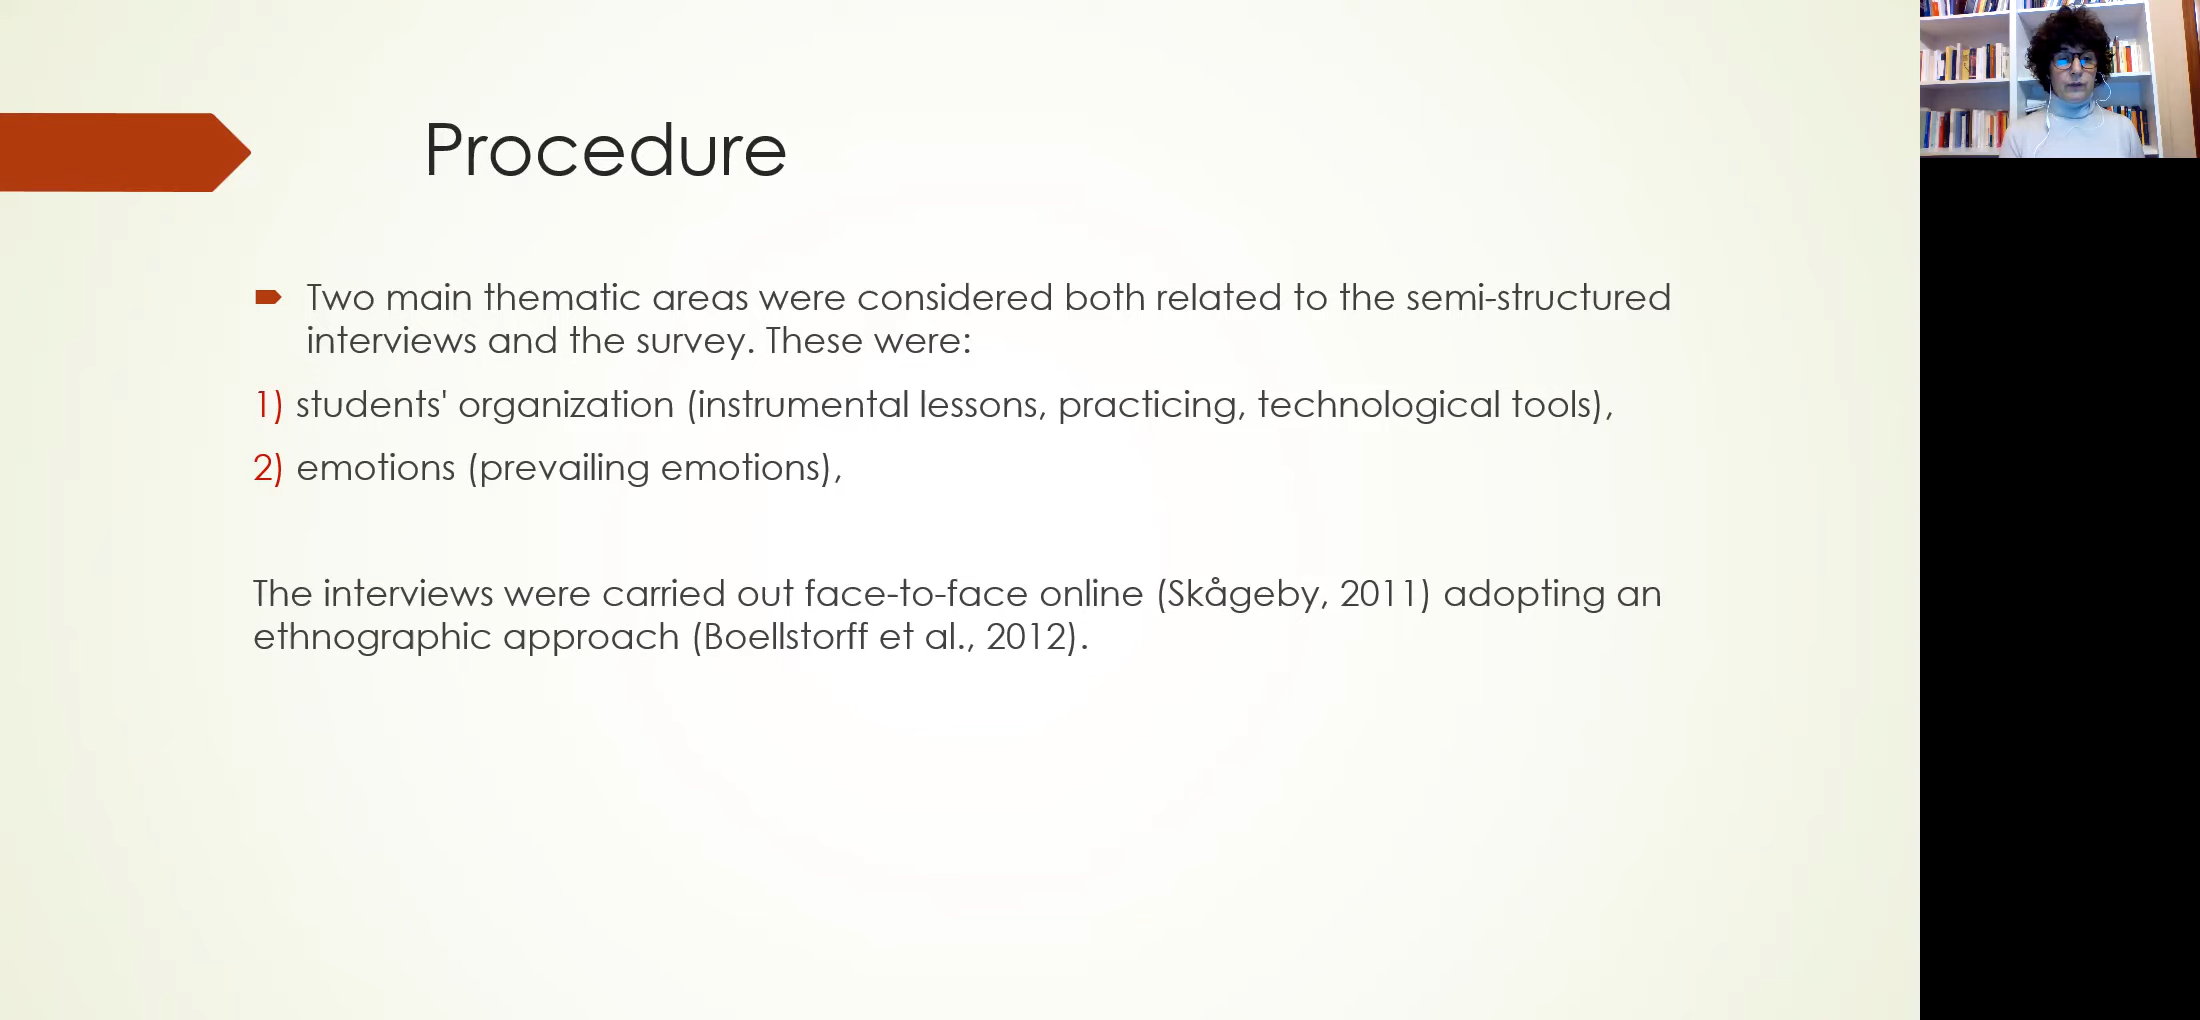 Procedure
Two main thematic areas were considered both related to the semi-structured
interviews and the survey. These were:
1) students' organization (instrumental lessons, practicing, technological tools),
2) emotions (prevailing emotions),
The interviews were carried out face-to-face online (Skågeby, 2011) adopting an
ethnographic approach (Boellstorff et al., 2012).